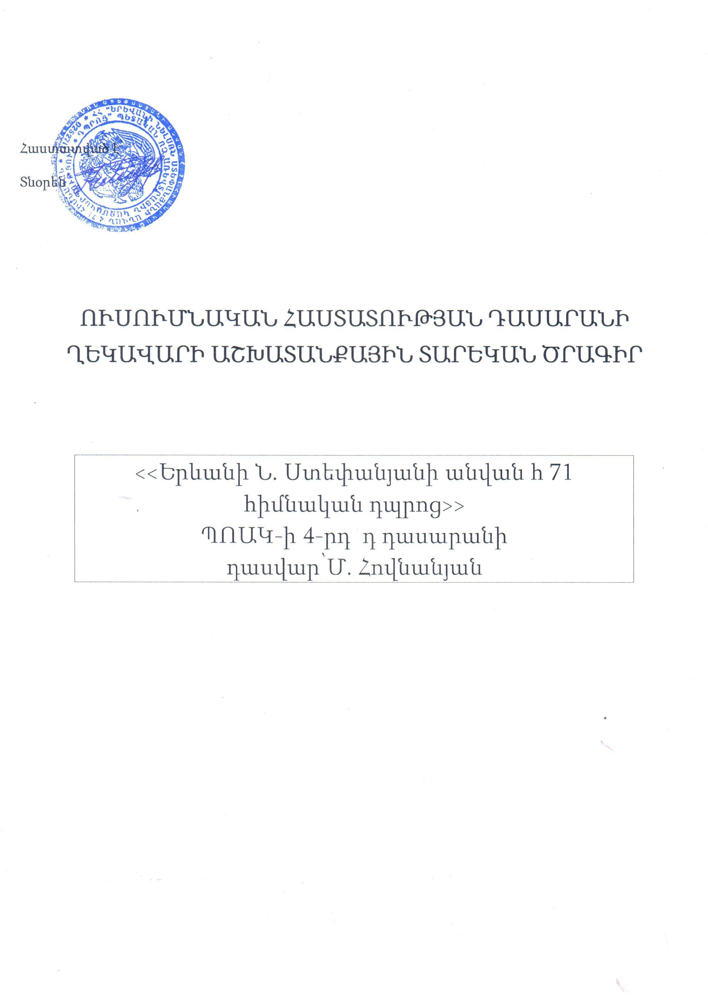 Հաստատված է՝
Տնօրեն
ՈՒՍՈՒՄՆԱԿԱՆ ՀԱՍՏԱՏՈՒԹՅԱՆ ԴԱՍԱՐԱՆԻ
ՂԵԿԱՎԱՐԻ ԱՇԽԱՏԱՆՔԱՅԻՆ ՏԱՐԵԿԱՆ ԾՐԱԳԻՐ
<<Երևանի Ն. Ստեփանյանի անվան հ 71
հիմնական դպրոց>>
ՊՈԱԿ-ի 4-րդ դ դասարանի
դասվար՝Մ. Հովնանյան